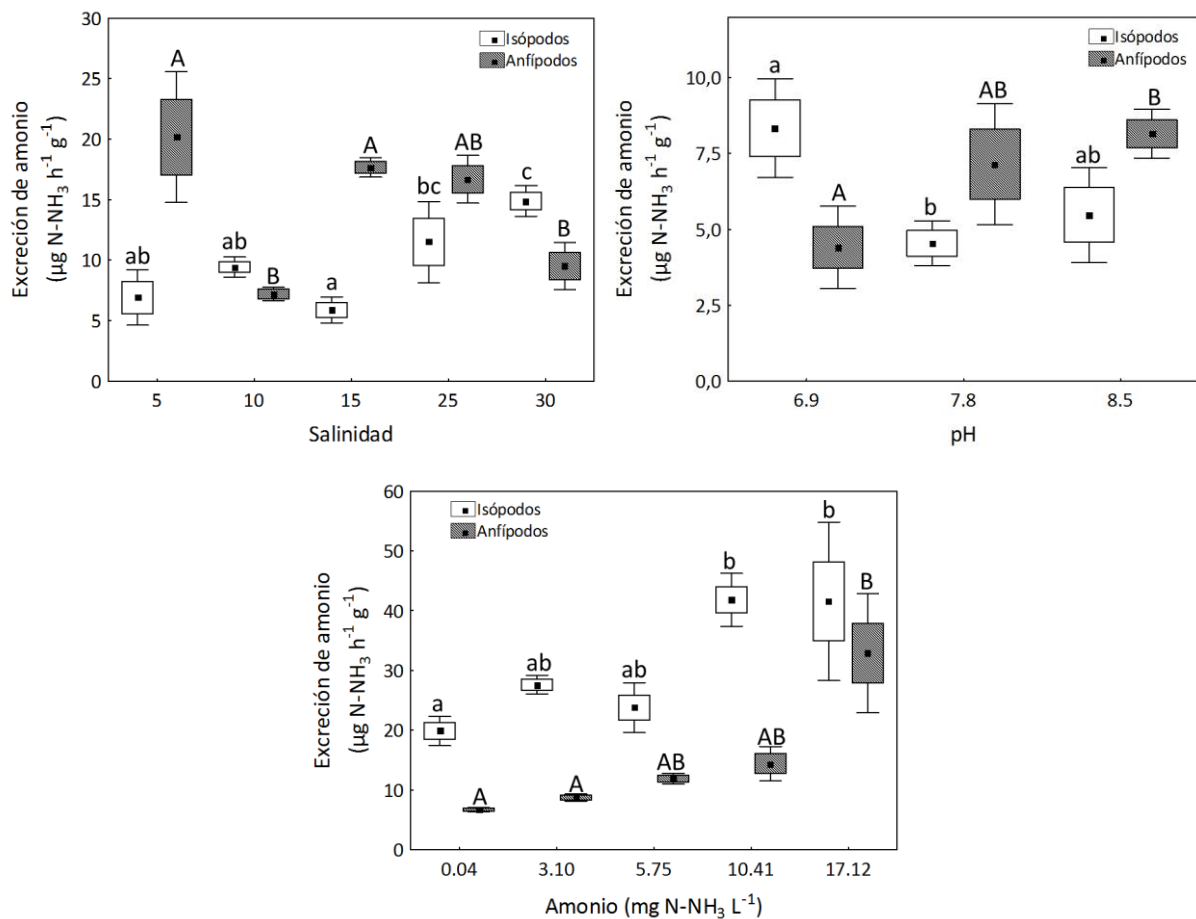 Excreción de amonio
(µg N-NH₃ h⁻¹ g⁻¹)
30
25
20
15
10
5
0
Isópodos
Anfípodos
ab
A
ab
B
a
A
bc
AB
c
B
5 10 15 25 30
Salinidad
Excreción de amonio
(µg N-NH₃ h⁻¹ g⁻¹)
10,0
7,5
5,0
2,5
0,0
Isópodos
Anfípodos
a
A
b
AB
ab
B
6.9 7.8 8.5
pH
Excreción de amonio
(µg N-NH₃ h⁻¹ g⁻¹)
60
50
40
30
20
10
0
Isópodos
Anfípodos
a
A
ab
A
ab
AB
b
AB
b
B
0.04 3.10 5.75 10.41 17.12
Amonio (mg N-NH₃ L⁻¹)